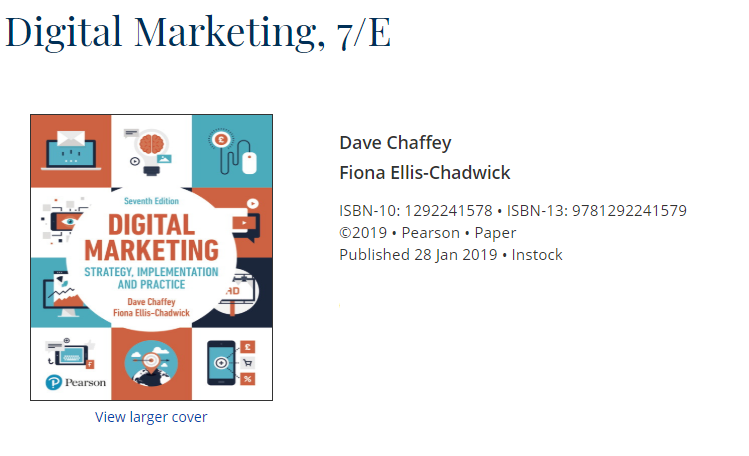 Digital Marketing, 7/E
Seventh Edition
DIGITAL
MARKETING
STRATEGY, IMPLEMENTATION
AND PRACTICE
Dave Chaffey
Fiona Ellis-Chadwick
AD
£
%
F
Pearson
View larger cover
Dave Chaffey
Fiona Ellis-Chadwick
ISBN-10: 1292241578 • ISBN-13: 9781292241579
©2019 • Pearson • Paper
Published 28 Jan 2019 • Instock